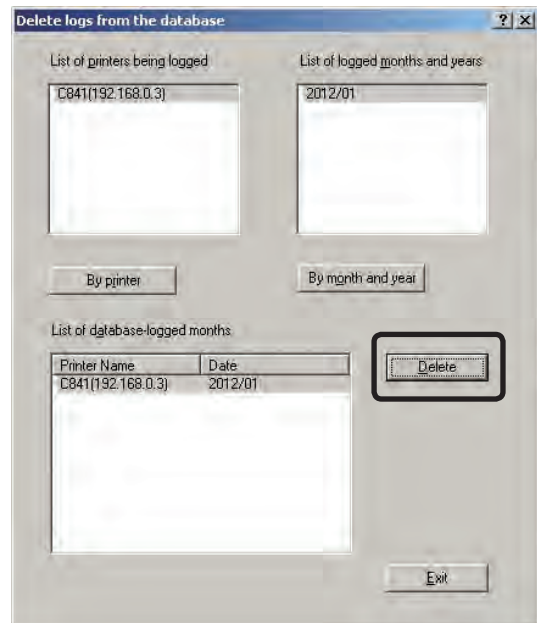 Delete logs from the database
List of printers being logged
List of logged months and years
C841(192.168.0.3)
2012/01
By printer
By month and year
List of database-logged months
Printer Name Date
C841(192.168.0.3) 2012/01
Delete
Exit